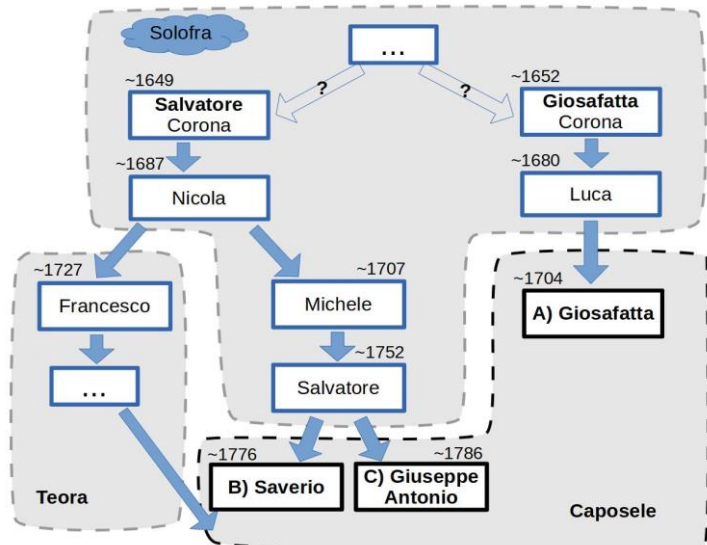 Solofra
...
?
?
~1649
Salvatore
Corona
~1652
Giosafatta
Corona
~1687
Nicola
~1680
Luca
~1727
Francesco
~1707
Michele
~1704
A) Giosafatta
...
~1752
Salvatore
~1776
B) Saverio
~1786
C) Giuseppe
Antonio
Teora
Caposele